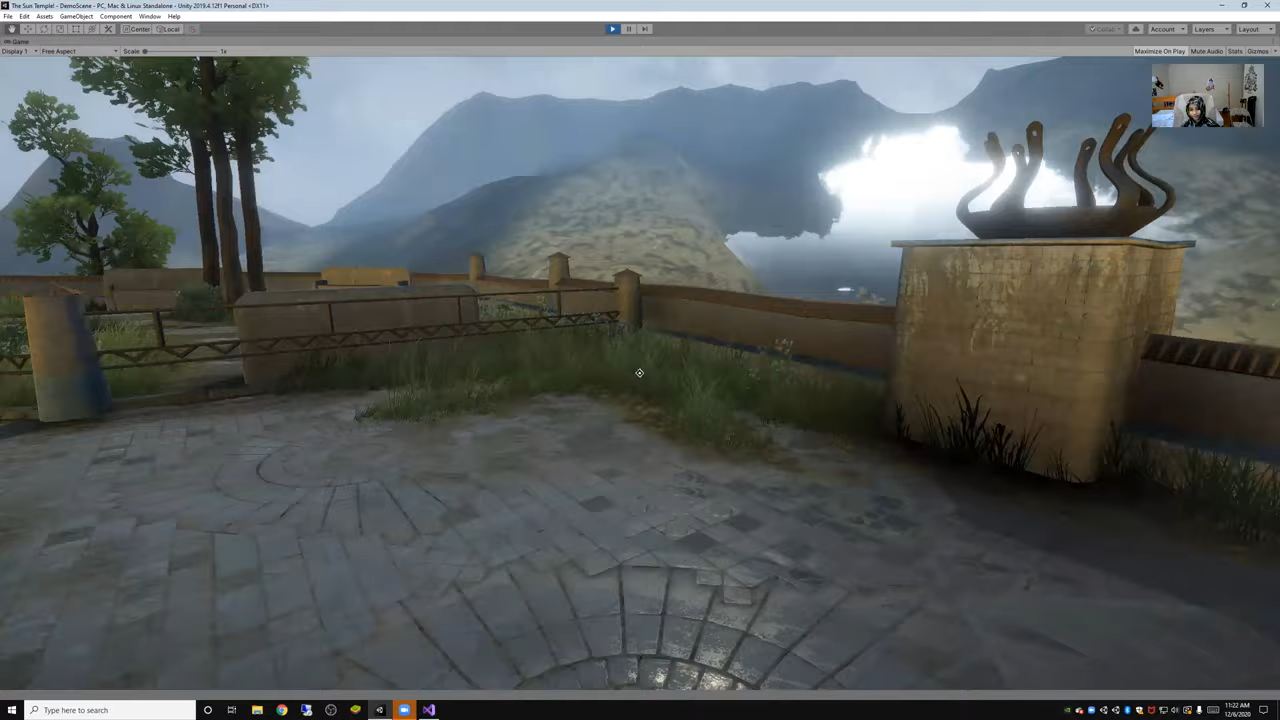 The Sun Temple! - DemoScene - PC, Mac & Linux Standalone - Unity 2019.4.12f1 Personal <DX11>
File Edit Assets GameObject Component Window Help
Center Local Collab Account Layers Layout
Game
Display 1 Free Aspect Scale 1x Maximize On Play Mute Audio Stats Gizmos
Type here to search
11:22 AM
12/6/2020